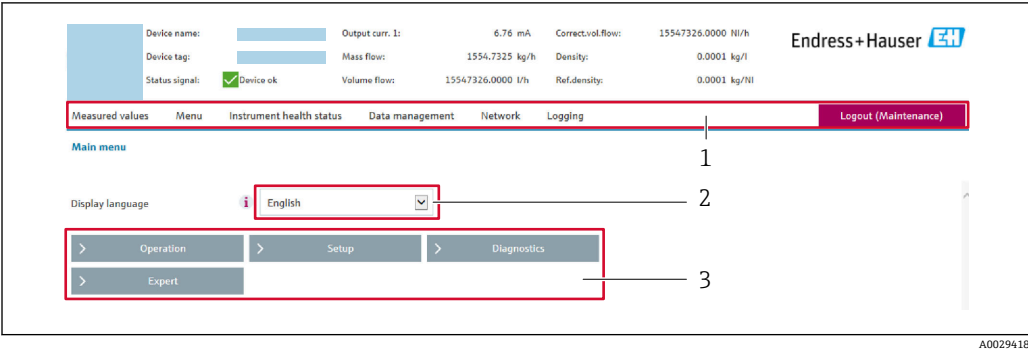 Device name: Output curr. 1: 6.76 mA Correct.vol.flow: 15547326.0000 Nl/h
Endress+Hauser EH
Device tag: Mass flow: 1554.7325 kg/h Density: 0.0001 kg/l
Status signal: Device ok Volume flow: 15547326.0000 l/h Ref.density: 0.0001 kg/Nl
Measured values Menu Instrument health status Data management Network Logging Logout (Maintenance)
1
Main menu
Display language i English 2
> Operation > Setup > Diagnostics
> Expert 3
A0029418